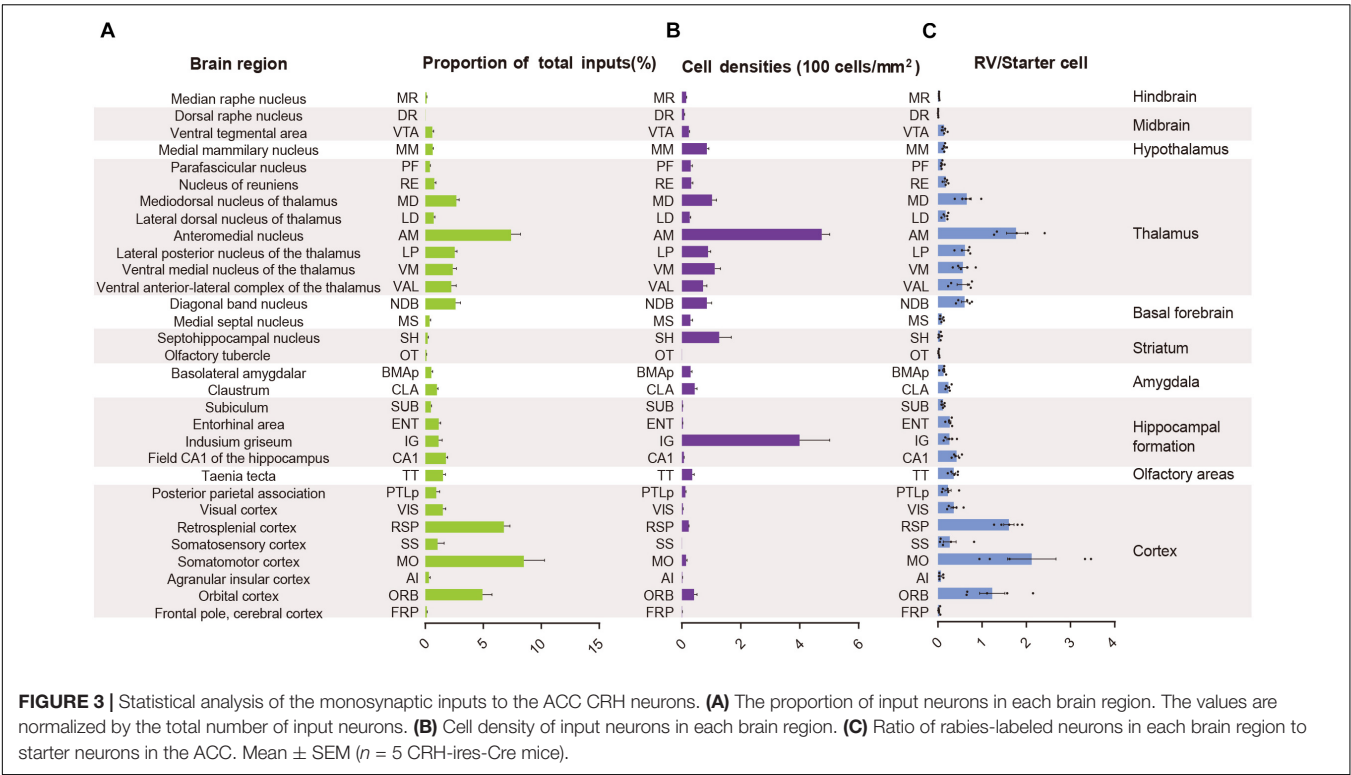 A B C
Brain region Proportion of total inputs(%) Cell densities (100 cells/mm²) RV/Starter cell
Median raphe nucleus MR MR MR Hindbrain
Dorsal raphe nucleus DR DR DR
Midbrain
Ventral tegmental area VTA VTA VTA
Medial mammilary nucleus MM MM MM Hypothalamus
Parafascicular nucleus PF PF PF
Nucleus of reuniens RE RE RE
Mediodorsal nucleus of thalamus MD MD MD
Lateral dorsal nucleus of thalamus LD LD LD
Anteromedial nucleus AM AM AM Thalamus
Lateral posterior nucleus of the thalamus LP LP LP
Ventral medial nucleus of the thalamus VM VM VM
Ventral anterior-lateral complex of the thalamus VAL VAL VAL
Diagonal band nucleus NDB NDB NDB
Basal forebrain
Medial septal nucleus MS MS MS
Septohippocampal nucleus SH SH SH
Striatum
Olfactory tubercle OT OT OT
Basolateral amygdalar BMAp BMAp BMAp
Amygdala
Claustrum CLA CLA CLA
Subiculum SUB SUB SUB
Entorhinal area ENT ENT ENT
Hippocampal
Indusium griseum IG IG IG
formation
Field CA1 of the hippocampus CA1 CA1 CA1
Taenia tecta TT TT TT Olfactory areas
Posterior parietal association PTLp PTLp PTLp
Visual cortex VIS VIS VIS
Retrosplenial cortex RSP RSP RSP
Somatosensory cortex SS SS SS
Cortex
Somatomotor cortex MO MO MO
Agranular insular cortex AI AI AI
Orbital cortex ORB ORB ORB
Frontal pole, cerebral cortex FRP FRP FRP
0 5 10 15 0 2 4 6 0 1 2 3 4
FIGURE 3 | Statistical analysis of the monosynaptic inputs to the ACC CRH neurons. (A) The proportion of input neurons in each brain region. The values are
normalized by the total number of input neurons. (B) Cell density of input neurons in each brain region. (C) Ratio of rabies-labeled neurons in each brain region to
starter neurons in the ACC. Mean ± SEM (n = 5 CRH-ires-Cre mice).